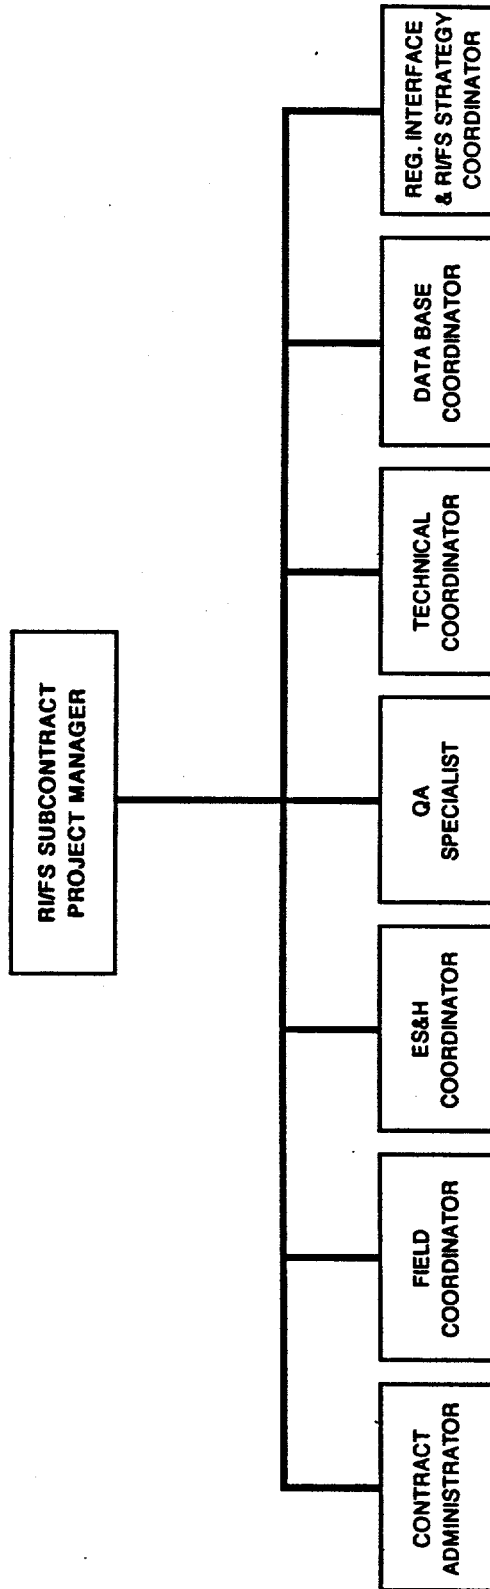 RI/FS SUBCONTRACT
PROJECT MANAGER
CONTRACT
ADMINISTRATOR
FIELD
COORDINATOR
ES&H
COORDINATOR
QA
SPECIALIST
TECHNICAL
COORDINATOR
DATA BASE
COORDINATOR
REG. INTERFACE
& RI/FS STRATEGY
COORDINATOR